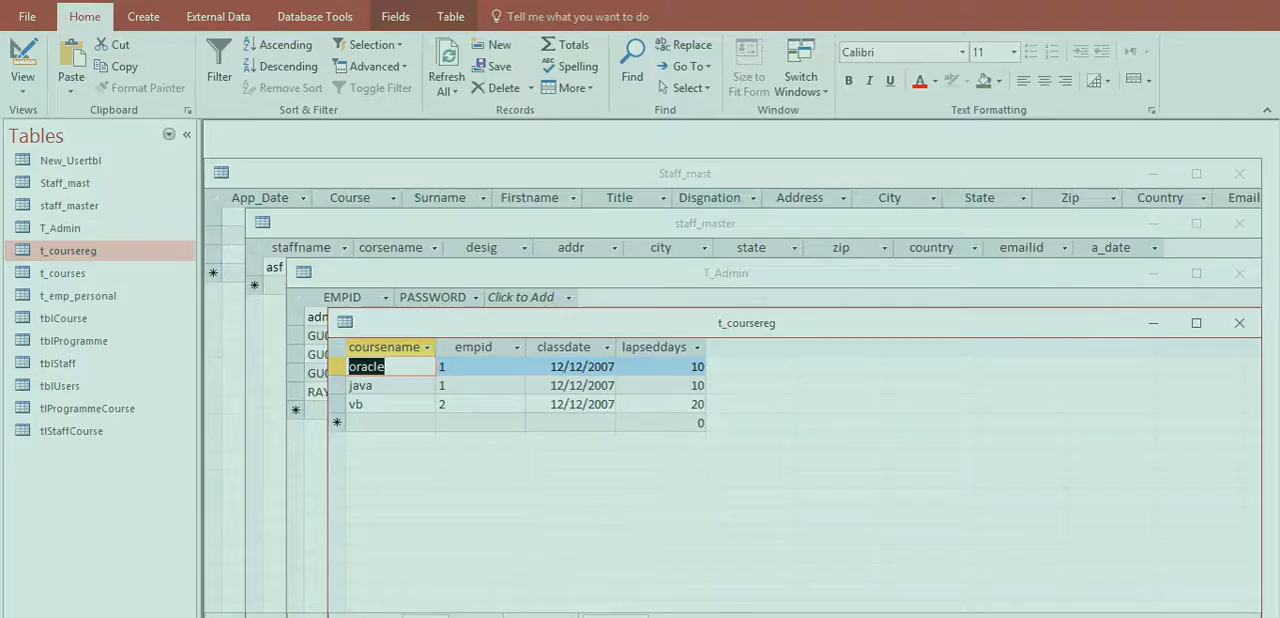 File Home Create External Data Database Tools Fields Table Tell me what you want to do
View Paste Cut Copy Format Painter Filter Ascending Descending Remove Sort Selection Advanced Toggle Filter Refresh All New Save Delete Totals Spelling More Find Replace Go To Select Size to Fit Form Switch Windows Calibri 11 B I U A
Views Clipboard Sort & Filter Records Find Window Text Formatting
Tables
New_Usertbl
Staff_mast
staff_master
T_Admin
t_coursereg
t_courses
t_emp_personal
tblCourse
tblProgramme
tblStaff
tblUsers
tlProgrammeCourse
tlStaffCourse
Staff_mast
App_Date Course Surname Firstname Title Disgnation Address City State Zip Country Email
staff_master
staffname corsename desig addr city state zip country emailid a_date
asf
T_Admin
EMPID PASSWORD Click to Add
adn
GUC
GUC
GUC
RAY
t_coursereg
coursename empid classdate lapseddays
oracle 1 12/12/2007 10
java 1 12/12/2007 10
vb 2 12/12/2007 20
0